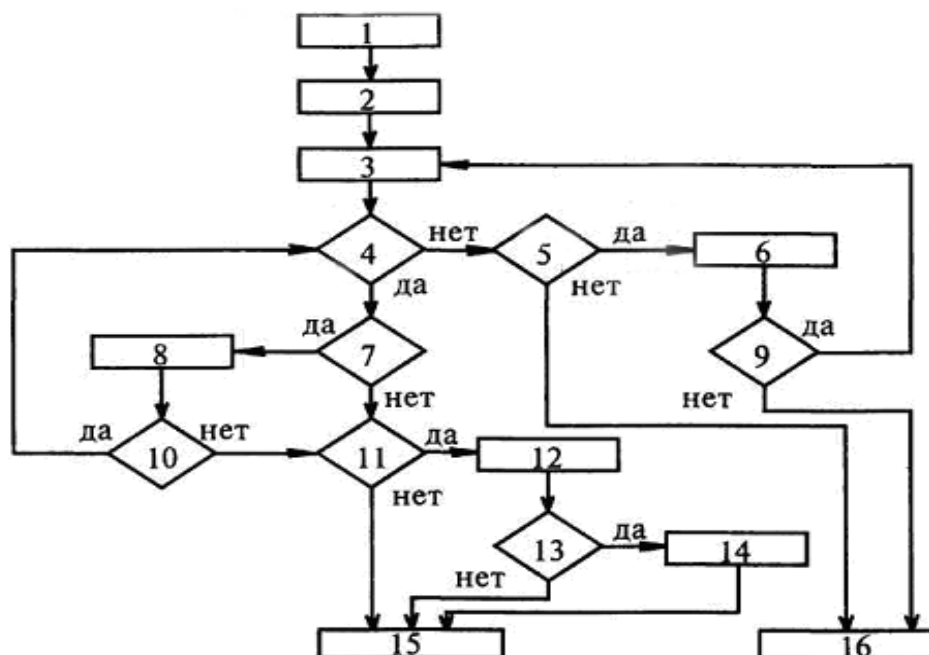 1
2
3
4 нет 5 да 6
да нет
да 7 9 да
8
нет нет
да 10 нет 11 да 12
нет
13 да 14
нет
15 16